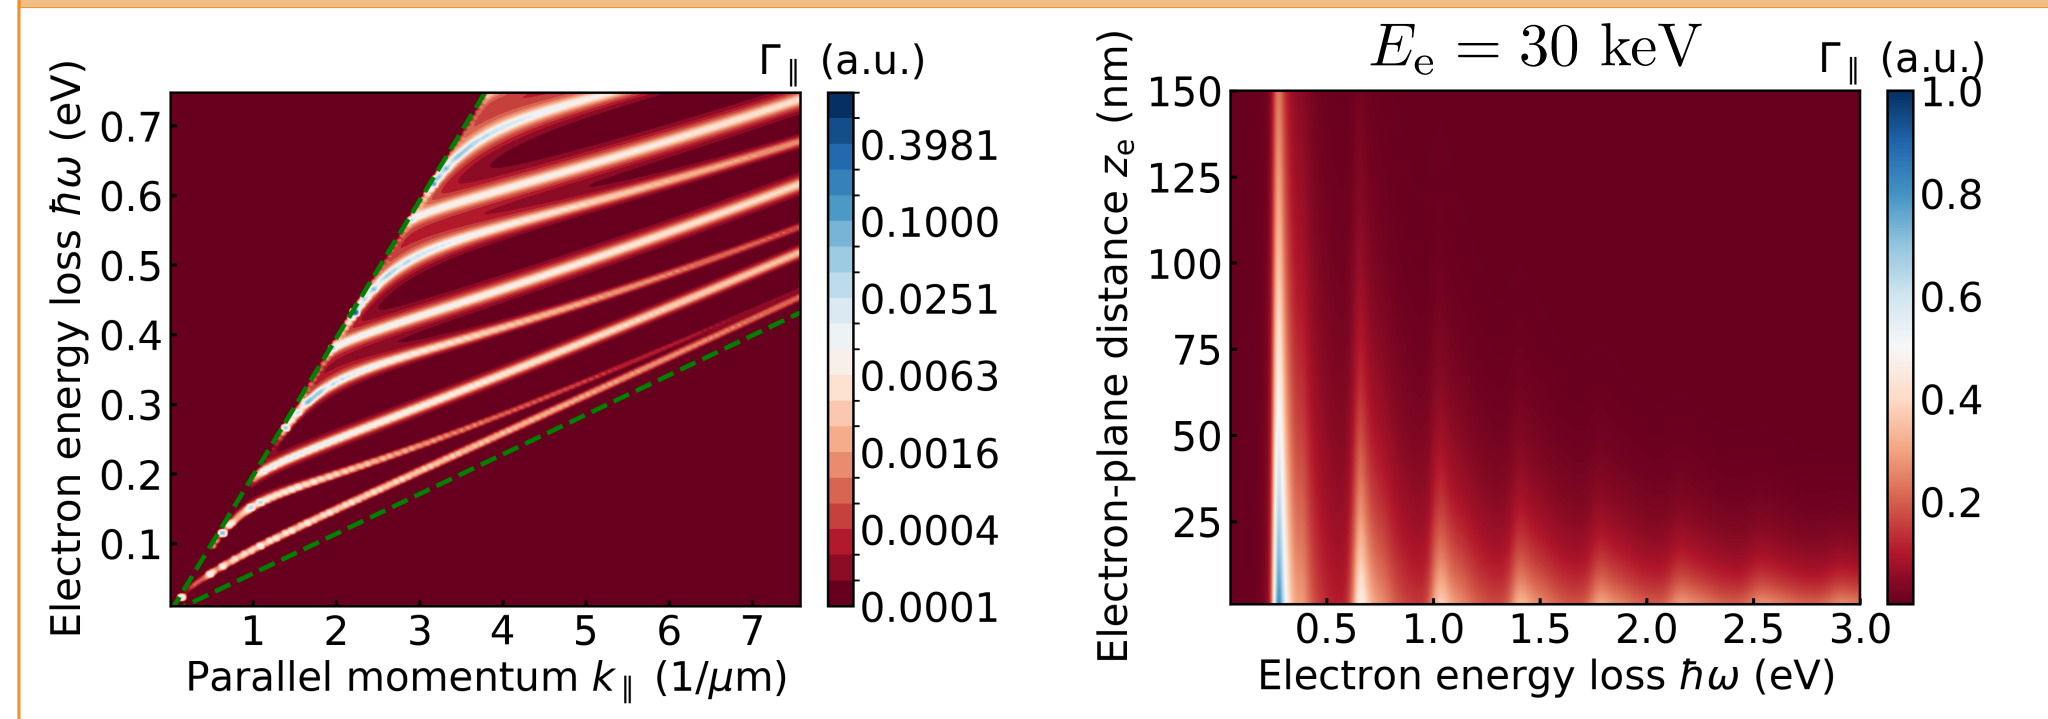 Γ∥ (a.u.)
Electron energy loss ħω (eV)
0.7
0.6
0.5
0.4
0.3
0.2
0.1
1 2 3 4 5 6 7
Parallel momentum k∥ (1/μm)
0.3981
0.1000
0.0251
0.0063
0.0016
0.0004
0.0001
Eₑ = 30 keV
Γ∥ (a.u.)
Electron-plane distance zₑ (nm)
150
125
100
75
50
25
0.5 1.0 1.5 2.0 2.5 3.0
Electron energy loss ħω (eV)
1.0
0.8
0.6
0.4
0.2